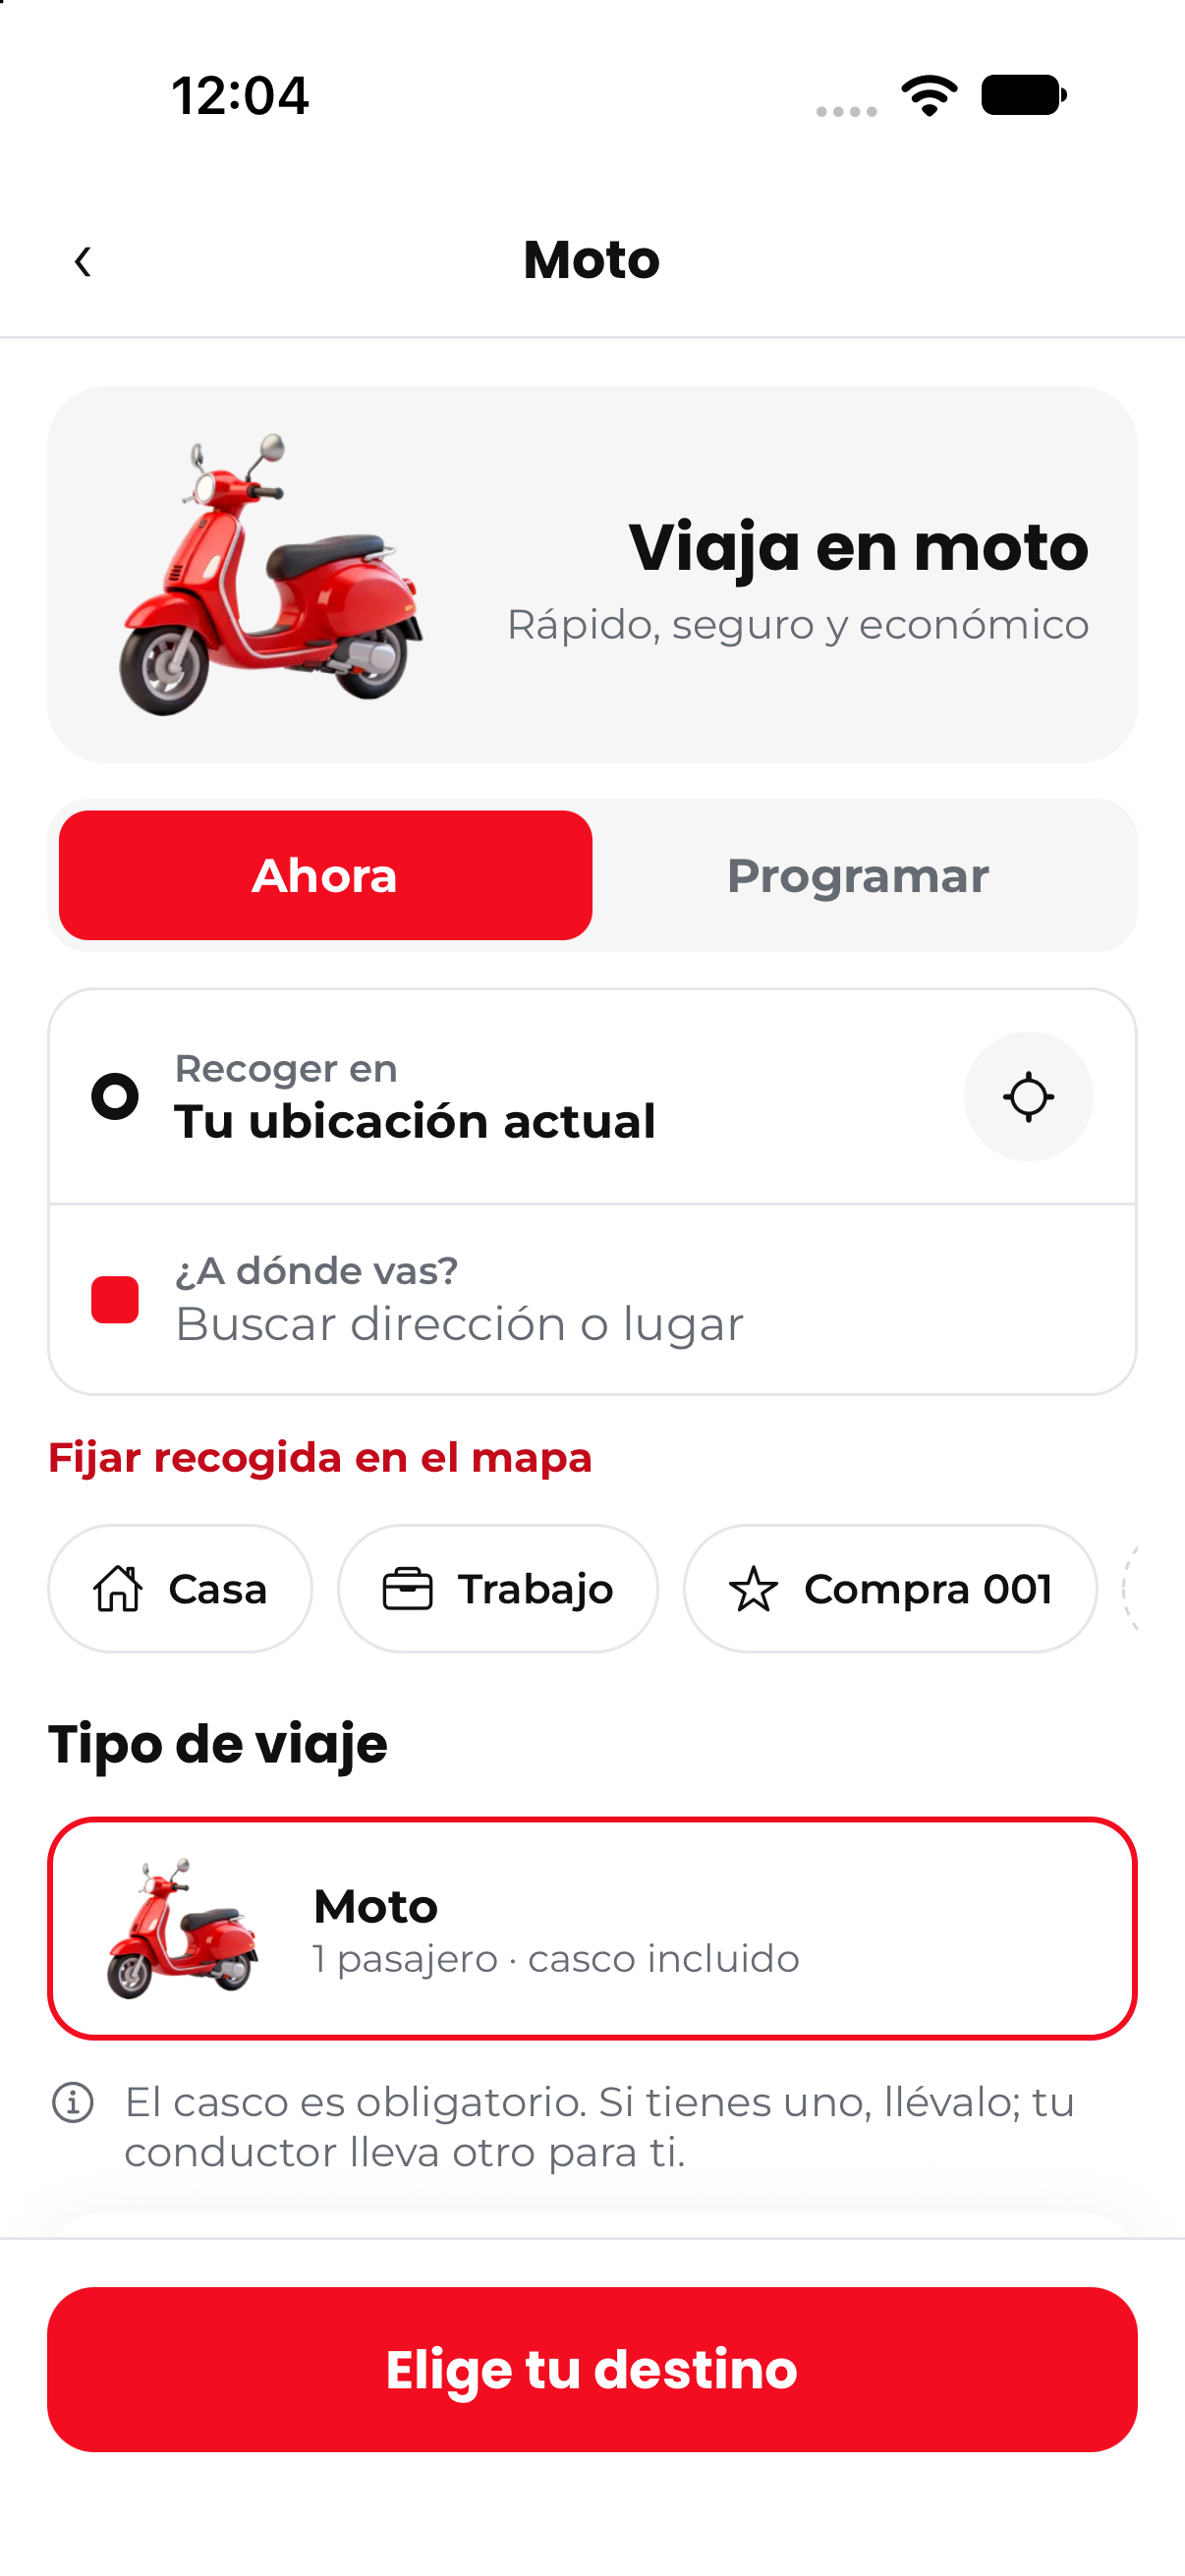 12:04
Moto
Viaja en moto
Rápido, seguro y económico
Ahora
Programar
Recoger en
Tu ubicación actual
¿A dónde vas?
Buscar dirección o lugar
Fijar recogida en el mapa
Casa
Trabajo
Compra 001
Tipo de viaje
Moto
1 pasajero · casco incluido
El casco es obligatorio. Si tienes uno, llévalo; tu
conductor lleva otro para ti.
Elige tu destino